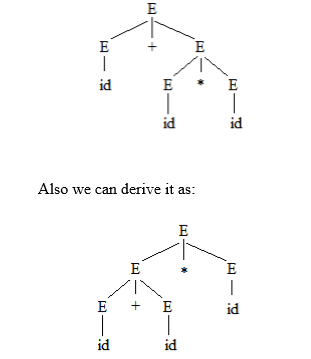 E
E + E
id E * E
id id
Also we can derive it as:
E
E * E
E + E id
id id